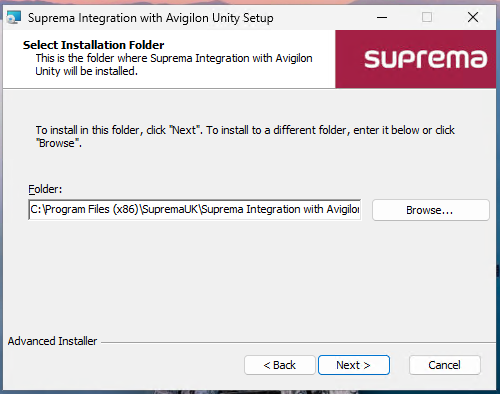 Suprema Integration with Avigilon Unity Setup
Select Installation Folder
This is the folder where Suprema Integration with Avigilon
Unity will be installed.
suprema
To install in this folder, click "Next". To install to a different folder, enter it below or click
"Browse".
Folder:
C:\Program Files (x86)\SupremaUK\Suprema Integration with Avigilon
Browse...
Advanced Installer
< Back
Next >
Cancel